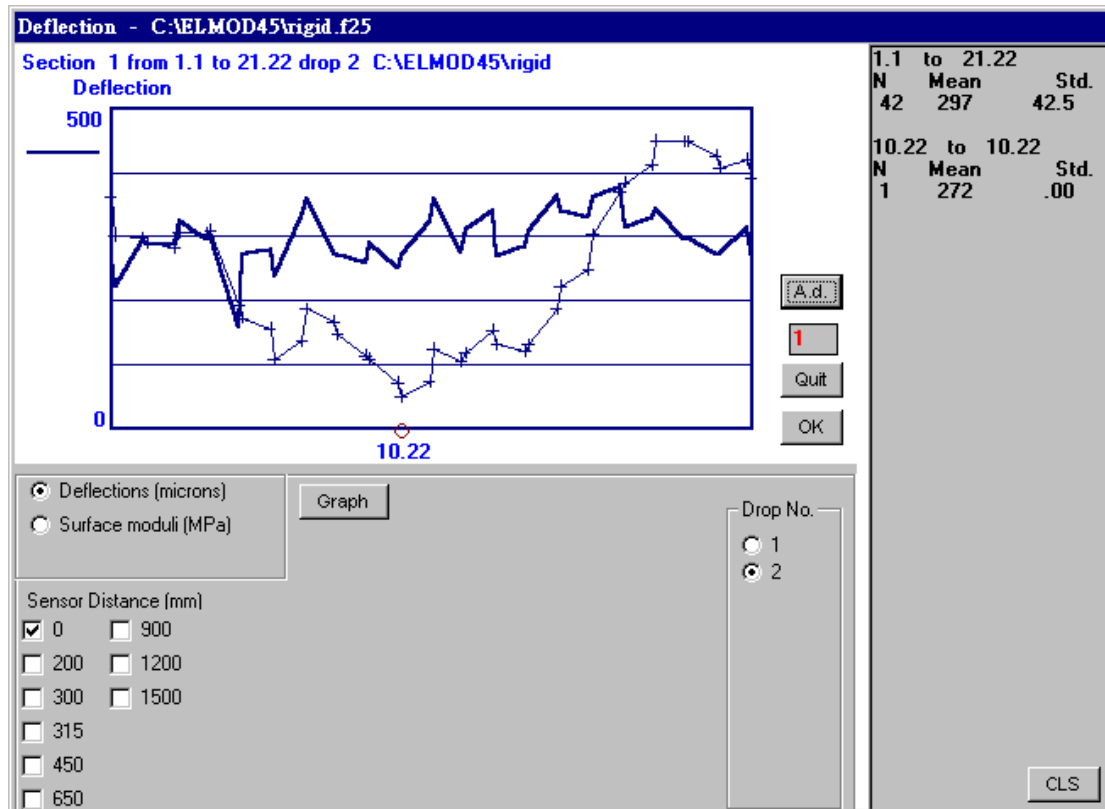 Deflection - C:\ELMOD45\rigid.f25
Section 1 from 1.1 to 21.22 drop 2 C:\ELMOD45\rigid
Deflection
500
0
10.22
A.d.
1
Quit
OK
1.1 to 21.22
N Mean Std.
42 297 42.5
10.22 to 10.22
N Mean Std.
1 272 .00
Deflections (microns)
Surface moduli (MPa)
Graph
Drop No.
1
2
Sensor Distance (mm)
0 900
200 1200
300 1500
315
450
650
CLS